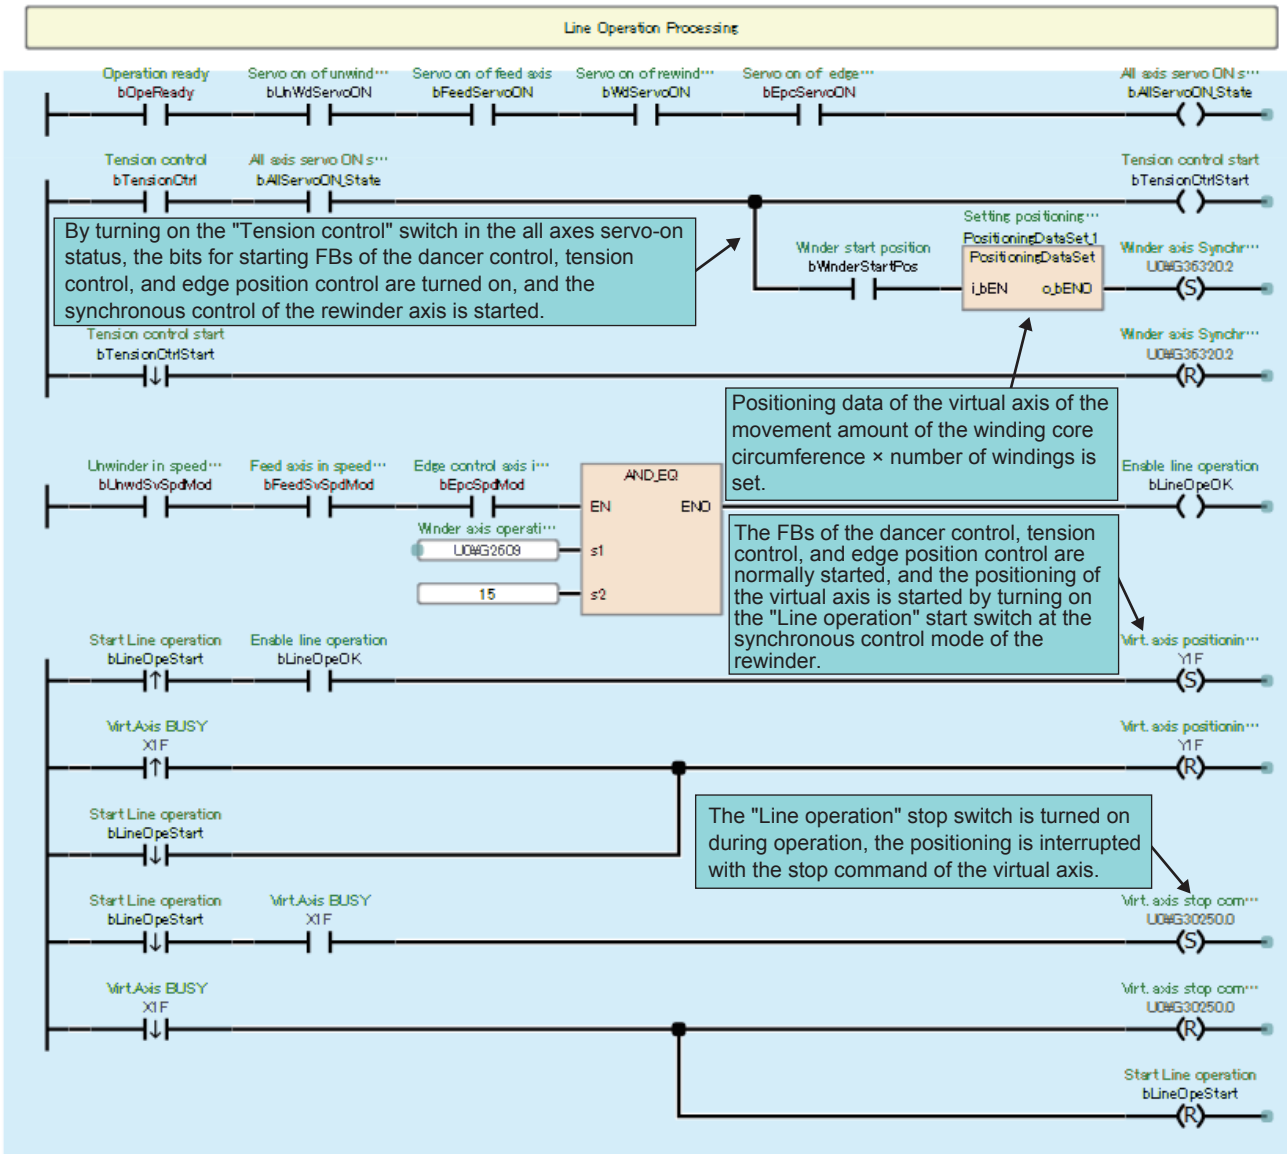 Line Operation Processing
Operation ready
bOpeReady
Servo on of unwind···
bUnWdServoON
Servo on of feed axis
bFeedServoON
Servo on of rewind···
bWdServoON
Servo on of edge···
bEpcServoON
All axis servo ON s···
bAllServoON_State
Tension control
bTensionCtrl
All axis servo ON s···
bAllServoON_State
Tension control start
bTensionCtrlStart
By turning on the "Tension control" switch in the all axes servo-on
status, the bits for starting FBs of the dancer control, tension
control, and edge position control are turned on, and the
synchronous control of the rewinder axis is started.
Winder start position
bWinderStartPos
Setting positioning···
PositioningDataSet_1
PositioningDataSet
i_bEN
o_bENO
Winder axis Synchr···
U0¥G36320.2
(S)
Tension control start
bTensionCtrlStart
Winder axis Synchr···
U0¥G36320.2
(R)
Positioning data of the virtual axis of the
movement amount of the winding core
circumference × number of windings is
set.
Unwinder in speed···
bUnwdSvSpdMod
Feed axis in speed···
bFeedSvSpdMod
Edge control axis i···
bEpcSpdMod
AND_EQ
EN
ENO
Winder axis operati···
U0¥G2609
s1
15
s2
Enable line operation
bLineOpeOK
The FBs of the dancer control, tension
control, and edge position control are
normally started, and the positioning of
the virtual axis is started by turning on
the "Line operation" start switch at the
synchronous control mode of the
rewinder.
Start Line operation
bLineOpeStart
Enable line operation
bLineOpeOK
Virt. axis positionin···
Y1F
(S)
Virt.Axis BUSY
X1F
Virt. axis positionin···
Y1F
(R)
Start Line operation
bLineOpeStart
The "Line operation" stop switch is turned on
during operation, the positioning is interrupted
with the stop command of the virtual axis.
Start Line operation
bLineOpeStart
Virt.Axis BUSY
X1F
Virt. axis stop com···
U0¥G30250.0
(S)
Virt.Axis BUSY
X1F
Virt. axis stop com···
U0¥G30250.0
(R)
Start Line operation
bLineOpeStart
(R)